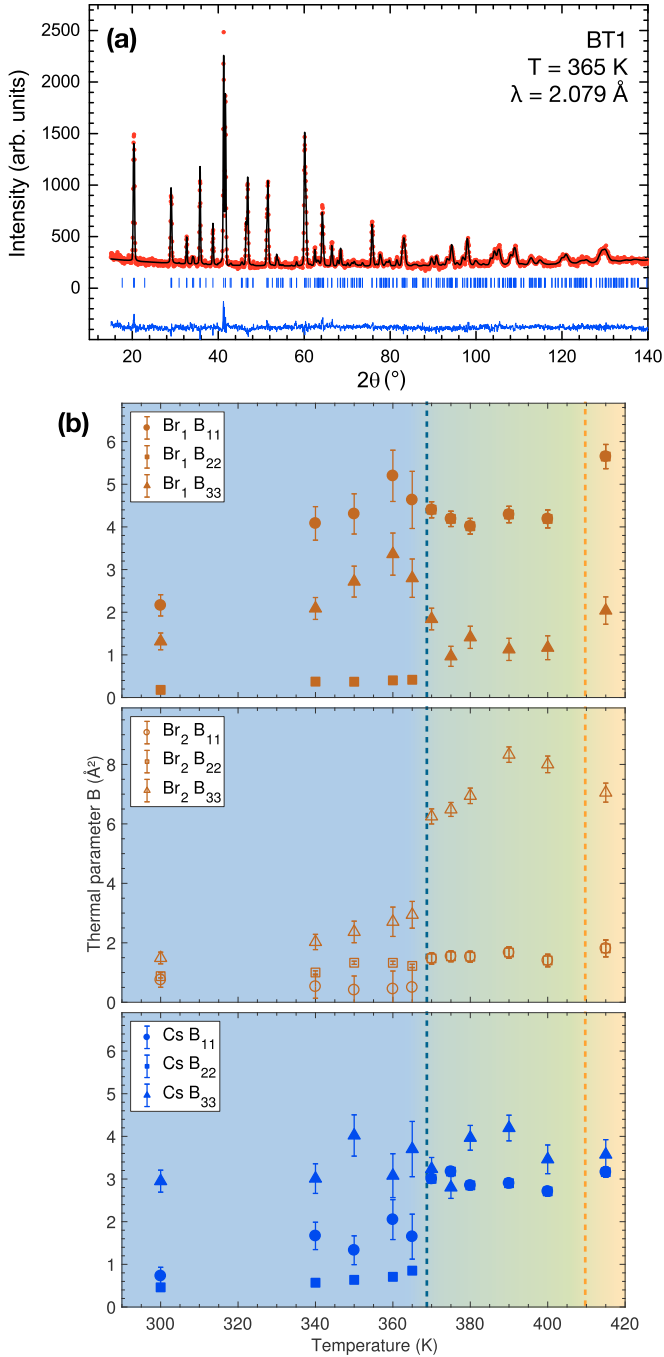 (a)
BT1
T = 365 K
λ = 2.079 Å
Intensity (arb. units)
2500
2000
1500
1000
500
0
20 40 60 80 100 120 140
2θ (°)
(b)
Br₁ B₁₁
Br₁ B₂₂
Br₁ B₃₃
6
5
4
3
2
1
0
Br₂ B₁₁
Br₂ B₂₂
Br₂ B₃₃
8
6
4
2
0
Thermal parameter B (Å²)
Cs B₁₁
Cs B₂₂
Cs B₃₃
6
5
4
3
2
1
0
300 320 340 360 380 400 420
Temperature (K)